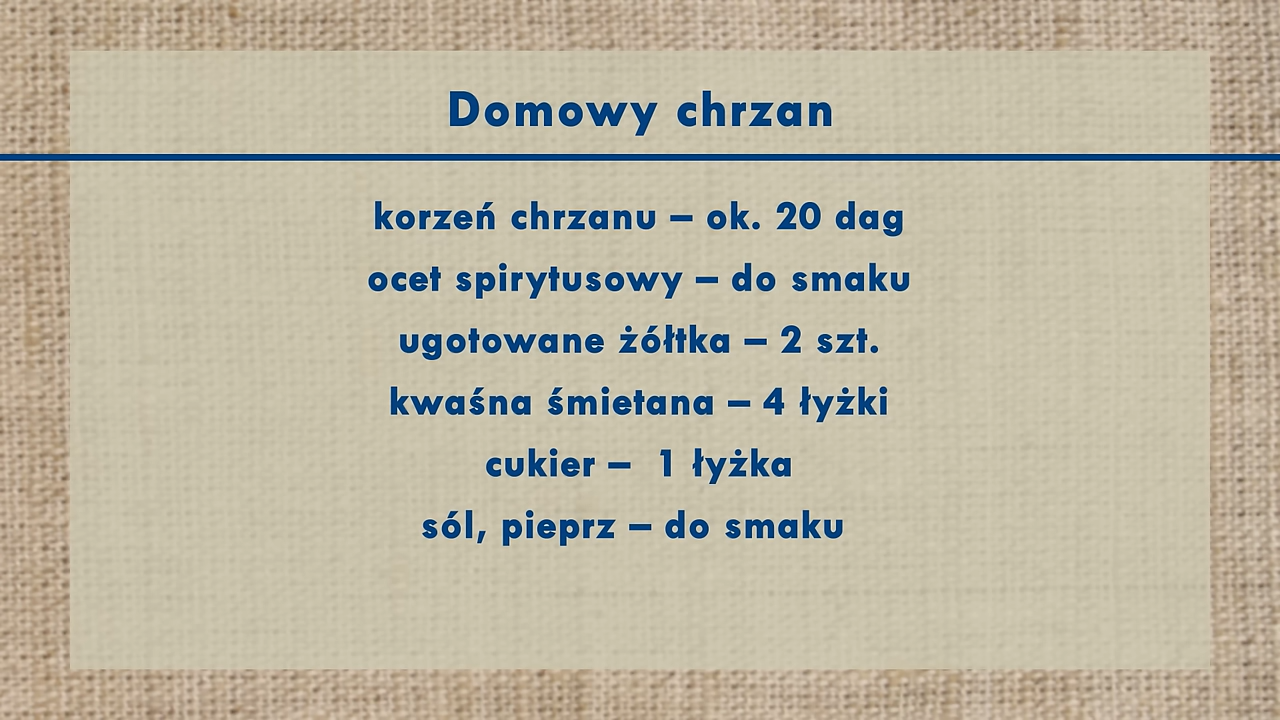 Domowy chrzan
korzeń chrzanu – ok. 20 dag
ocet spirytusowy – do smaku
ugotowane żółtka – 2 szt.
kwaśna śmietana – 4 łyżki
cukier –  1 łyżka
sól, pieprz – do smaku